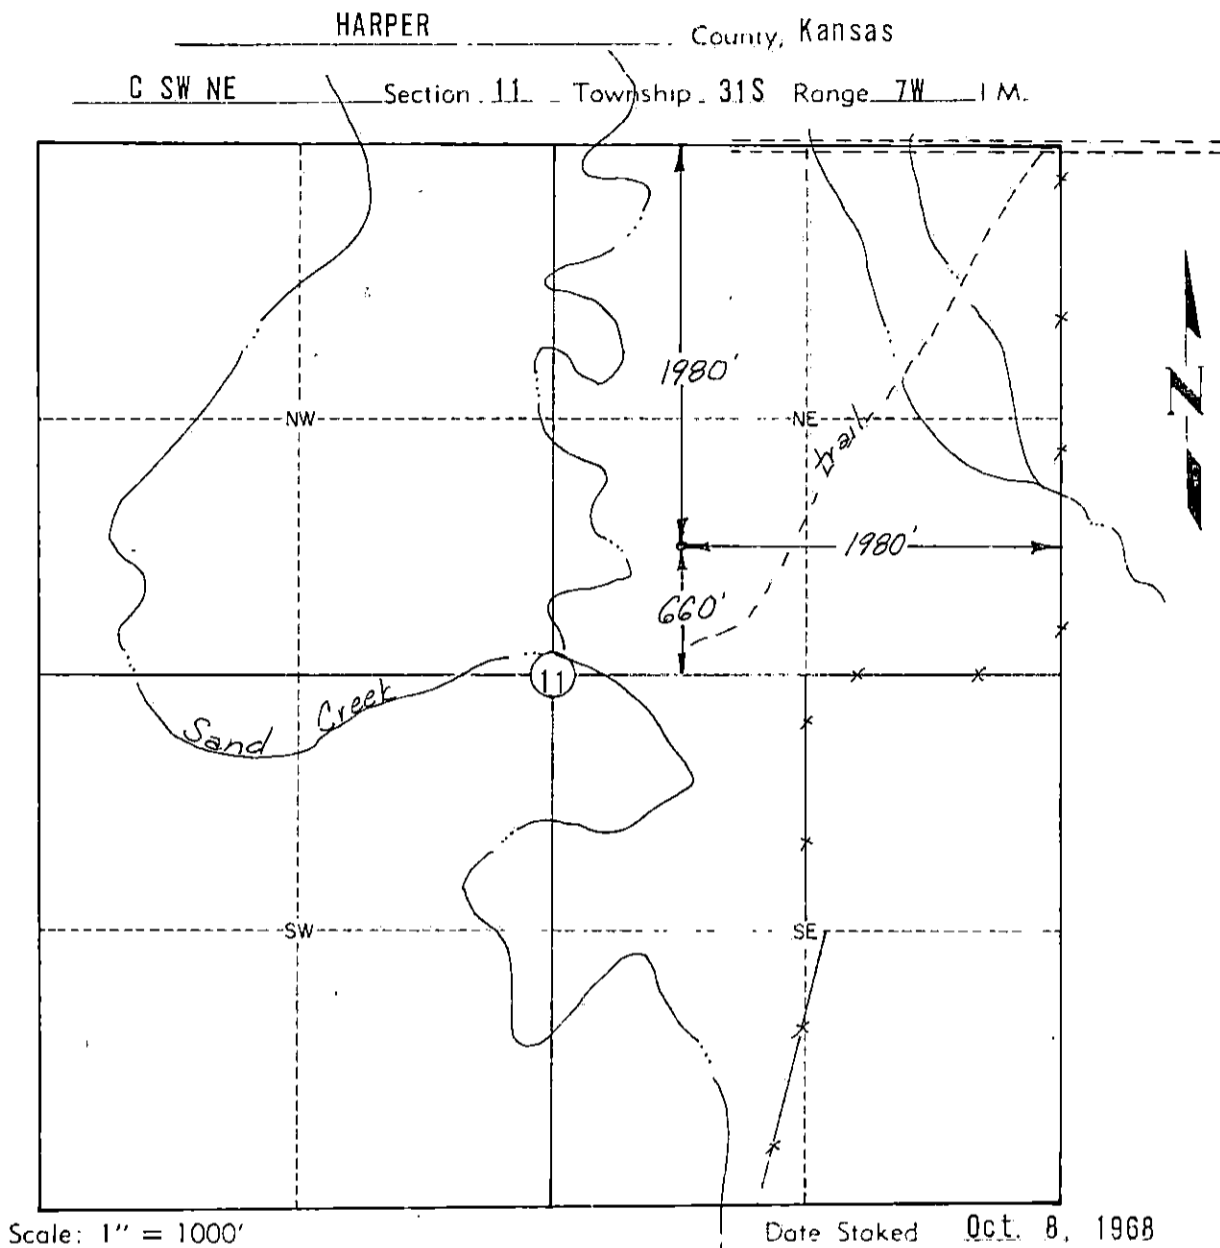 HARPER County, Kansas
C SW NE Section 11 Township 31S Range 7W I M.
1980'
N
NW
NE
trail
1980'
660'
11
Sand Creek
SW
SE
Scale: 1" = 1000'
Date Staked Oct. 8, 1968